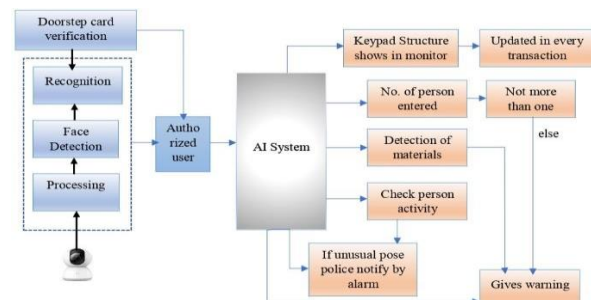 Doorstep card
verification
Recognition
Face
Detection
Processing
Autho
rized
user
AI System
Keypad Structure
shows in monitor
Updated in every
transaction
No. of person
entered
Not more
than one
else
Detection of
materials
Check person
activity
If unusual pose
police notify by
alarm
Gives warning